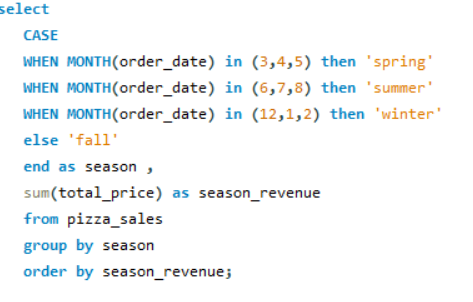 select
CASE
WHEN MONTH(order_date) in (3,4,5) then 'spring'
WHEN MONTH(order_date) in (6,7,8) then 'summer'
WHEN MONTH(order_date) in (12,1,2) then 'winter'
else 'fall'
end as season ,
sum(total_price) as season_revenue
from pizza_sales
group by season
order by season_revenue;